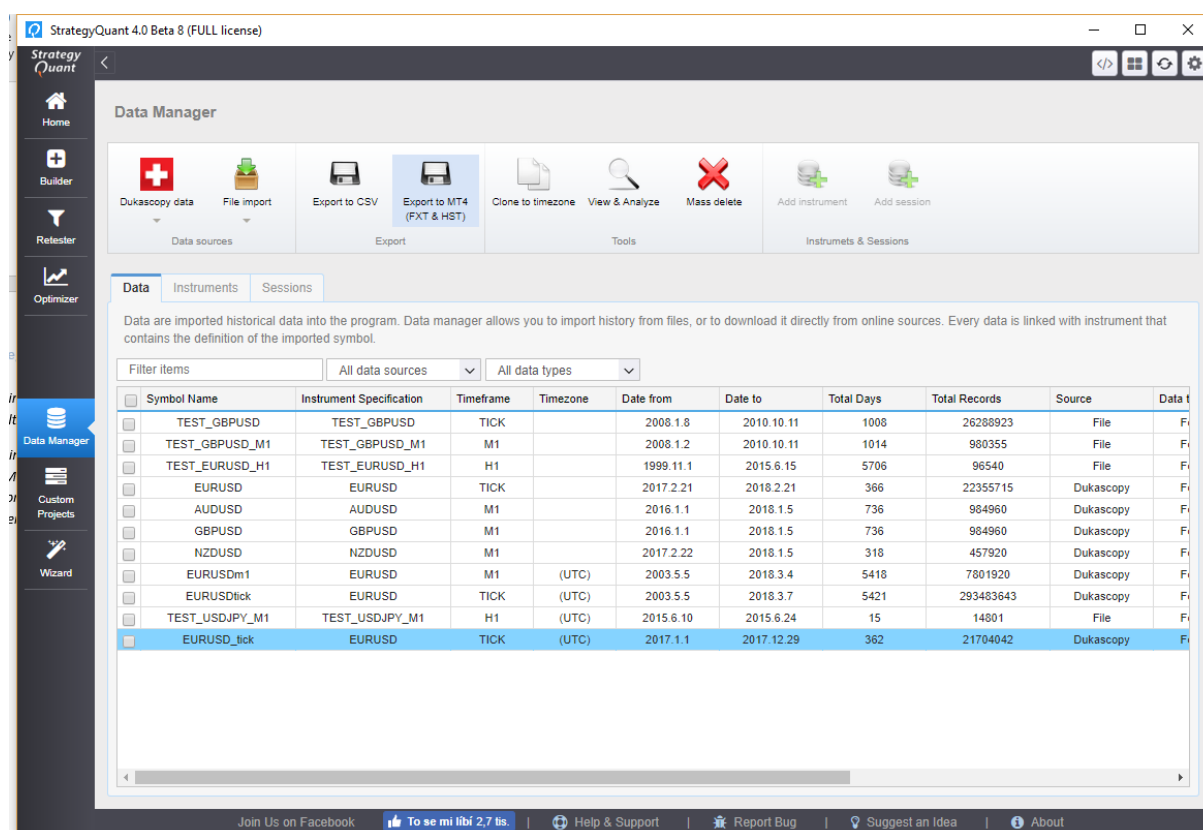 StrategyQuant 4.0 Beta 8 (FULL license)
Strategy
Quant
Home
Builder
Retester
Optimizer
Data Manager
Custom
Projects
Wizard
Data Manager
Dukascopy data File import Export to CSV Export to MT4 Clone to timezone View & Analyze Mass delete Add instrument Add session
(FXT & HST)
Data sources Export Tools Instrumets & Sessions
Data Instruments Sessions
Data are imported historical data into the program. Data manager allows you to import history from files, or to download it directly from online sources. Every data is linked with instrument that
contains the definition of the imported symbol.
Filter items All data sources All data types
Symbol Name Instrument Specification Timeframe Timezone Date from Date to Total Days Total Records Source Data t
TEST_GBPUSD TEST_GBPUSD TICK 2008.1.8 2010.10.11 1008 26288923 File
TEST_GBPUSD_M1 TEST_GBPUSD_M1 M1 2008.1.2 2010.10.11 1014 980355 File
TEST_EURUSD_H1 TEST_EURUSD_H1 H1 1999.11.1 2015.6.15 5706 96540 File
EURUSD EURUSD TICK 2017.2.21 2018.2.21 366 22355715 Dukascopy
AUDUSD AUDUSD M1 2016.1.1 2018.1.5 736 984960 Dukascopy
GBPUSD GBPUSD M1 2016.1.1 2018.1.5 736 984960 Dukascopy
NZDUSD NZDUSD M1 2017.2.22 2018.1.5 318 457920 Dukascopy
EURUSDm1 EURUSD M1 (UTC) 2003.5.5 2018.3.4 5418 7801920 Dukascopy
EURUSDtick EURUSD TICK (UTC) 2003.5.5 2018.3.7 5421 293483643 Dukascopy
TEST_USDJPY_M1 TEST_USDJPY_M1 H1 (UTC) 2015.6.10 2015.6.24 15 14801 File
EURUSD_tick EURUSD TICK (UTC) 2017.1.1 2017.12.29 362 21704042 Dukascopy
Join Us on Facebook To se mi líbí 2,7 tis. | Help & Support | Report Bug | Suggest an Idea | About